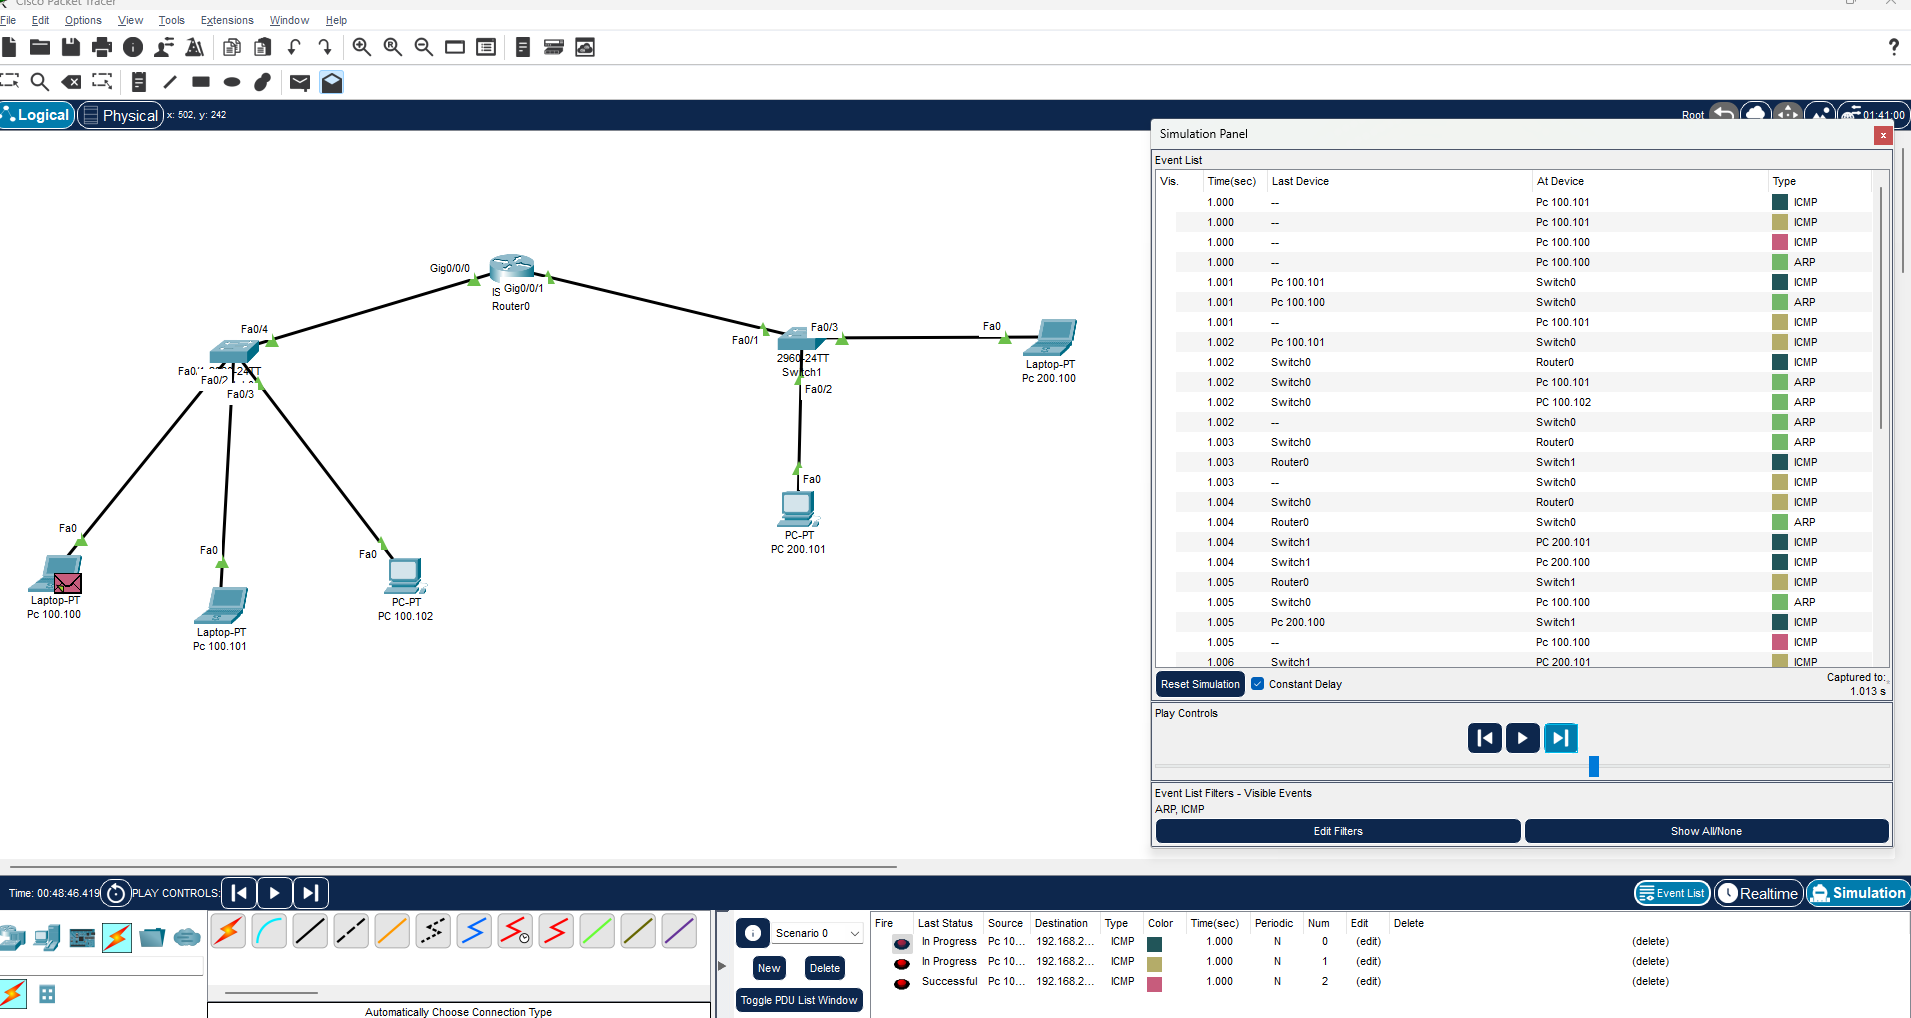 Cisco Packet Tracer
File Edit Options View Tools Extensions Window Help
?
Logical Physical x: 502, y: 242 Root 01:41:00
Simulation Panel x
Event List
Vis. Time(sec) Last Device At Device Type
1.000 -- Pc 100.101 ICMP
1.000 -- Pc 100.101 ICMP
1.000 -- Pc 100.100 ICMP
1.000 -- Pc 100.100 ARP
1.001 Pc 100.101 Switch0 ICMP
1.001 Pc 100.100 Switch0 ARP
1.001 -- Pc 100.101 ICMP
1.002 Pc 100.101 Switch0 ICMP
1.002 Switch0 Router0 ICMP
1.002 Switch0 Pc 100.101 ARP
1.002 Switch0 PC 100.102 ARP
1.002 -- Switch0 ARP
1.003 Switch0 Router0 ARP
1.003 Router0 Switch1 ICMP
1.003 -- Switch0 ICMP
1.004 Switch0 Router0 ICMP
1.004 Router0 Switch0 ARP
1.004 Switch1 PC 200.101 ICMP
1.004 Switch1 Pc 200.100 ICMP
1.005 Router0 Switch1 ICMP
1.005 Switch0 Pc 100.100 ARP
1.005 Pc 200.100 Switch1 ICMP
1.005 -- Pc 100.100 ICMP
1.006 Switch1 PC 200.101 ICMP
Reset Simulation Constant Delay Captured to:
1.013 s
Play Controls
Event List Filters - Visible Events
ARP, ICMP
Edit Filters Show All/None
Gig0/0/0
IS Gig0/0/1
Router0
Fa0/4
Fa0/2
Fa0/3
-24TT
Fa0/1
Fa0/3
2960-24TT
Switch1
Fa0/2
Fa0
Laptop-PT
Pc 200.100
Fa0
PC-PT
PC 200.101
Fa0
Laptop-PT
Pc 100.100
Fa0
Laptop-PT
Pc 100.101
Fa0
PC-PT
PC 100.102
Time: 00:48:46.419 PLAY CONTROLS: Event List Realtime Simulation
Automatically Choose Connection Type
Scenario 0
New Delete
Toggle PDU List Window
Fire Last Status Source Destination Type Color Time(sec) Periodic Num Edit Delete
In Progress Pc 10... 192.168.2... ICMP 1.000 N 0 (edit) (delete)
In Progress Pc 10... 192.168.2... ICMP 1.000 N 1 (edit) (delete)
Successful Pc 10... 192.168.2... ICMP 1.000 N 2 (edit) (delete)